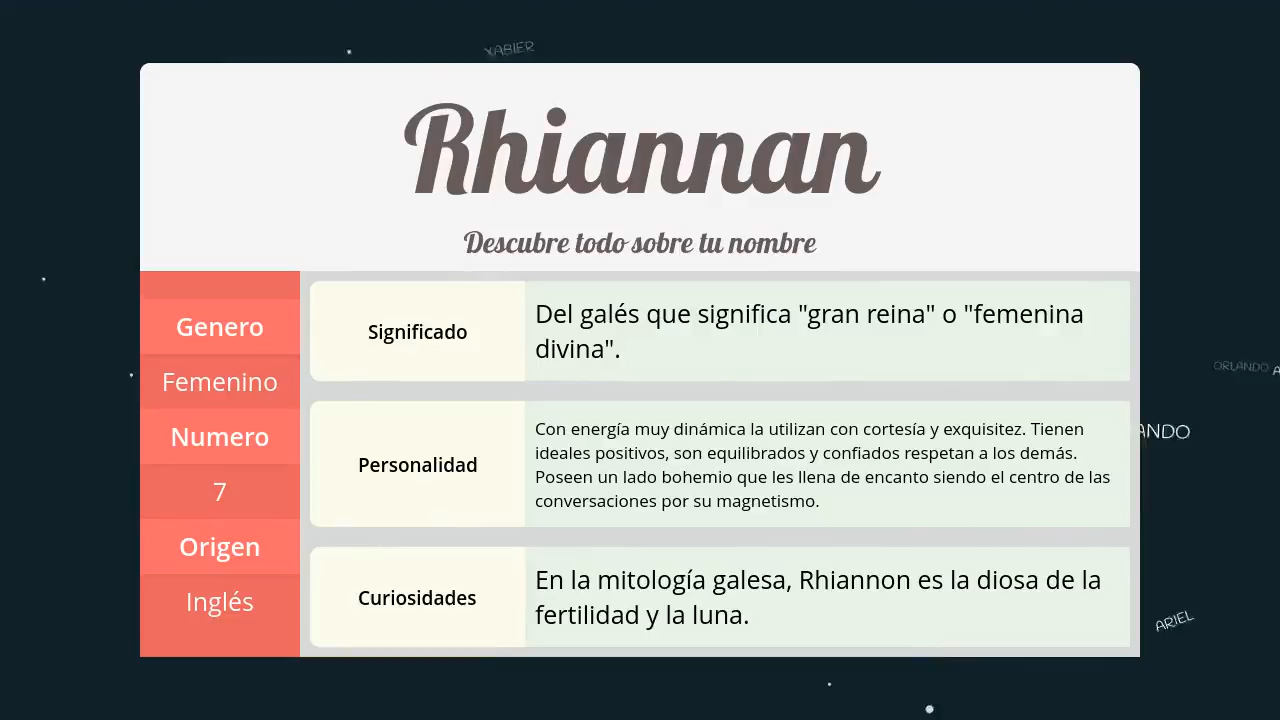 XABIER
Rhiannan
Descubre todo sobre tu nombre
Genero
Femenino
Numero
7
Origen
Inglés
Significado
Del galés que significa "gran reina" o "femenina
divina".
Personalidad
Con energía muy dinámica la utilizan con cortesía y exquisitez. Tienen
ideales positivos, son equilibrados y confiados respetan a los demás.
Poseen un lado bohemio que les llena de encanto siendo el centro de las
conversaciones por su magnetismo.
Curiosidades
En la mitología galesa, Rhiannon es la diosa de la
fertilidad y la luna.
ORLANDO
ANDO
ARIEL